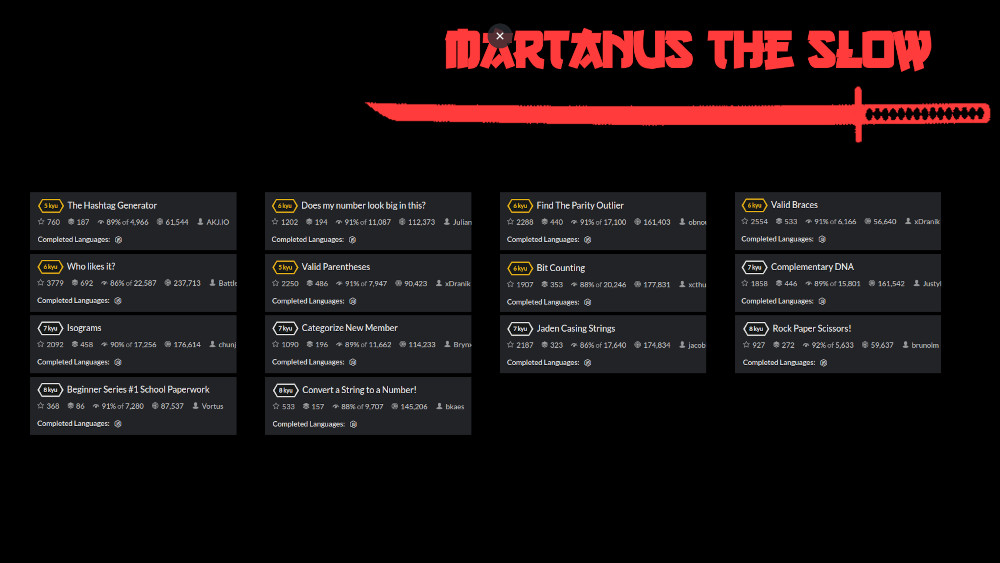 MARTANUS THE SLOW
5 kyu The Hashtag Generator
760 187 89% of 4,966 61,544 AKJ.IO
Completed Languages:
6 kyu Does my number look big in this?
1202 194 91% of 11,087 112,373 Julian
Completed Languages:
6 kyu Find The Parity Outlier
2288 440 91% of 17,100 161,403
Completed Languages:
6 kyu Valid Braces
2554 533 91% of 6,166 56,640 xDranik
Completed Languages:
6 kyu Who likes it?
3779 692 86% of 22,587 237,713 Battle
Completed Languages:
5 kyu Valid Parentheses
2250 486 91% of 7,947 90,423 xDranik
Completed Languages:
6 kyu Bit Counting
1907 353 88% of 20,246 177,831 xcthu
Completed Languages:
7 kyu Complementary DNA
1858 446 89% of 15,801 161,542 Justyl
Completed Languages:
7 kyu Isograms
2092 458 90% of 17,256 176,614 chunj
Completed Languages:
7 kyu Categorize New Member
1090 196 89% of 11,662 114,233 Bryn
Completed Languages:
7 kyu Jaden Casing Strings
2187 323 86% of 17,640 174,834 jacob
Completed Languages:
8 kyu Rock Paper Scissors!
927 272 92% of 5,633 59,637 brunolm
Completed Languages:
8 kyu Beginner Series #1 School Paperwork
368 86 91% of 7,280 87,537 Vortus
Completed Languages:
8 kyu Convert a String to a Number!
533 157 88% of 9,707 145,206 bkaes
Completed Languages: